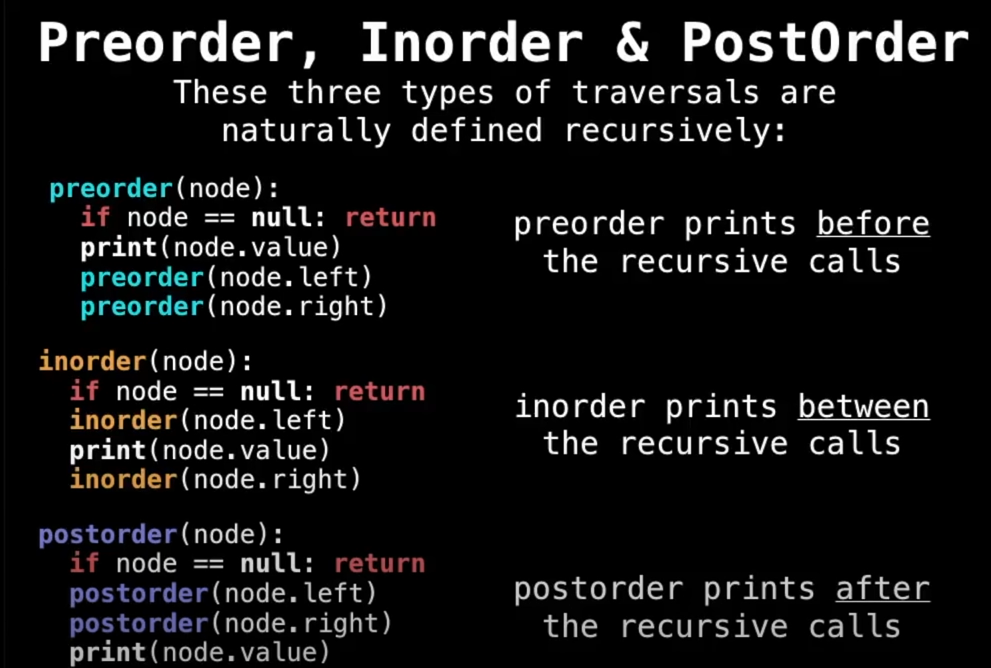 Preorder, Inorder & PostOrder
These three types of traversals are
naturally defined recursively:
preorder(node):
if node == null: return
print(node.value)
preorder(node.left)
preorder(node.right)
preorder prints before
the recursive calls
inorder(node):
if node == null: return
inorder(node.left)
print(node.value)
inorder(node.right)
inorder prints between
the recursive calls
postorder(node):
if node == null: return
postorder(node.left)
postorder(node.right)
print(node.value)
postorder prints after
the recursive calls